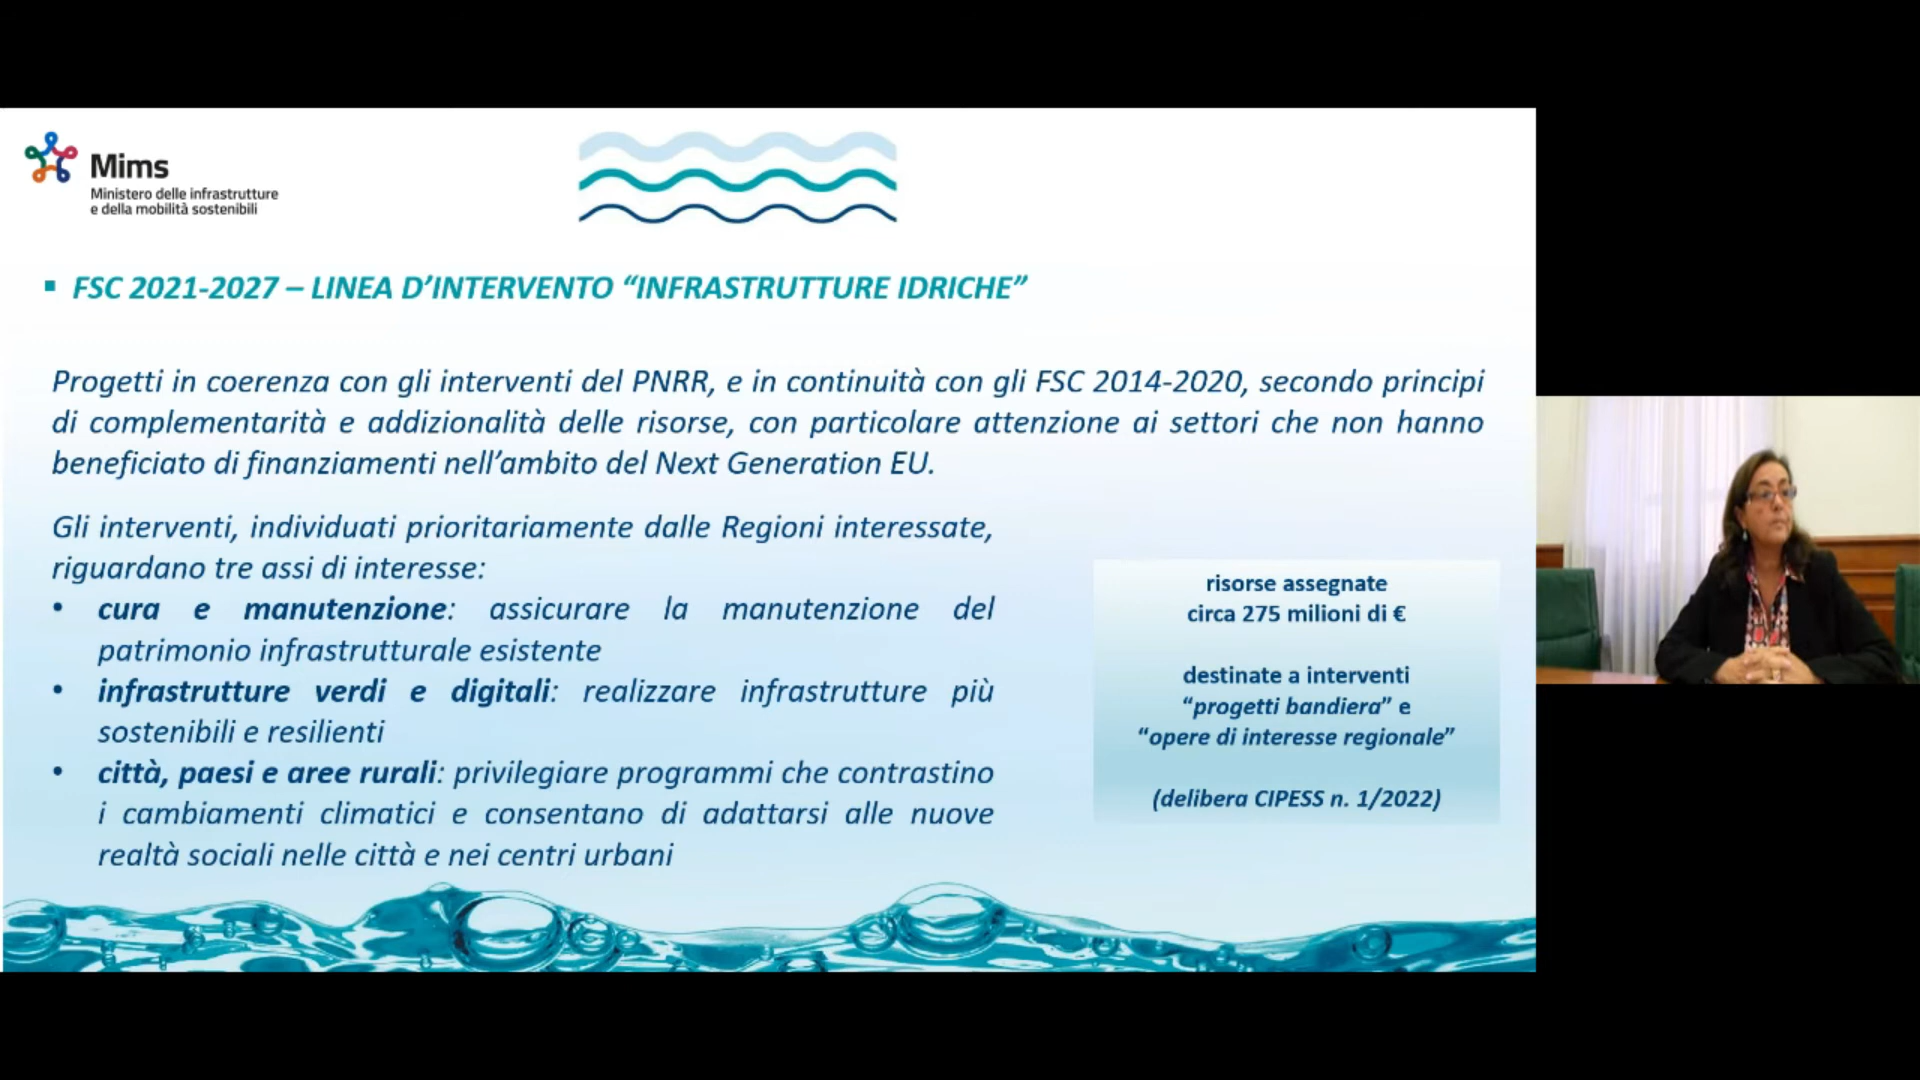 Mims
Ministero delle infrastrutture
e della mobilità sostenibili
▪ FSC 2021-2027 – LINEA D’INTERVENTO “INFRASTRUTTURE IDRICHE”
Progetti in coerenza con gli interventi del PNRR, e in continuità con gli FSC 2014-2020, secondo principi
di complementarità e addizionalità delle risorse, con particolare attenzione ai settori che non hanno
beneficiato di finanziamenti nell’ambito del Next Generation EU.
Gli interventi, individuati prioritariamente dalle Regioni interessate,
riguardano tre assi di interesse:
• cura e manutenzione: assicurare la manutenzione del
patrimonio infrastrutturale esistente
• infrastrutture verdi e digitali: realizzare infrastrutture più
sostenibili e resilienti
• città, paesi e aree rurali: privilegiare programmi che contrastino
i cambiamenti climatici e consentano di adattarsi alle nuove
realtà sociali nelle città e nei centri urbani
risorse assegnate
circa 275 milioni di €
destinate a interventi
“progetti bandiera” e
“opere di interesse regionale”
(delibera CIPESS n. 1/2022)